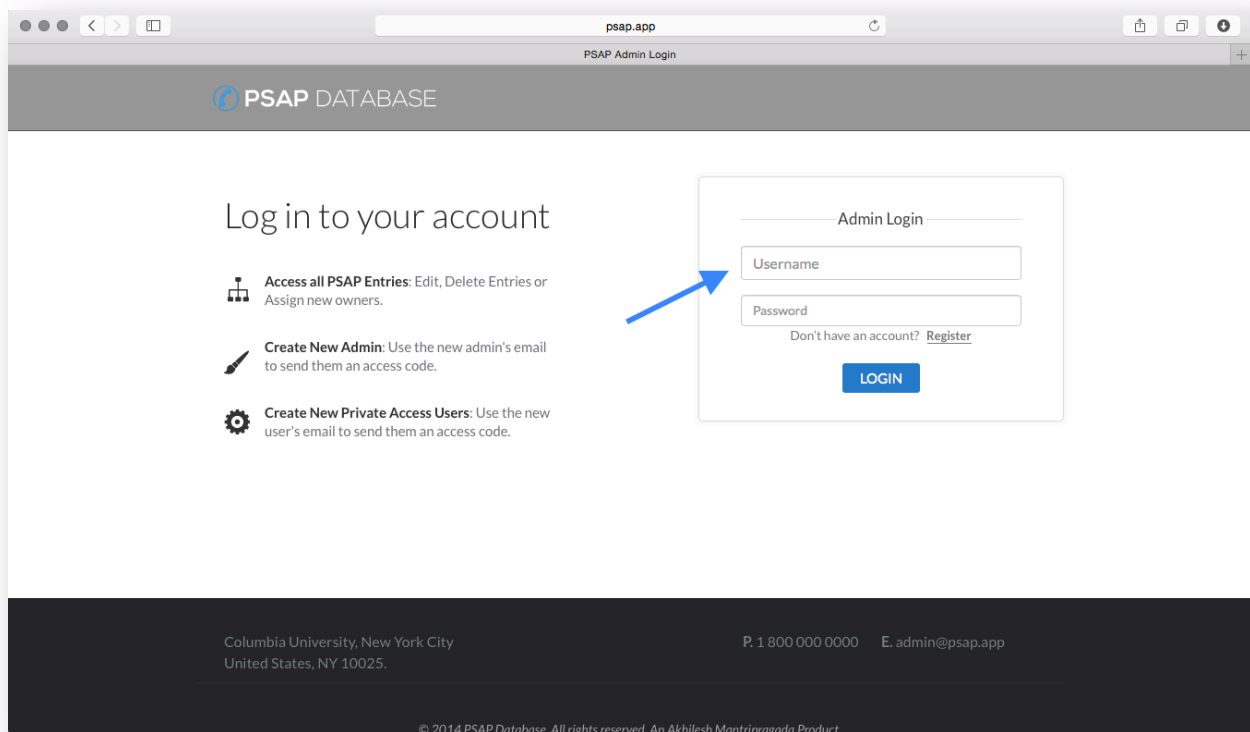 psap.app
PSAP Admin Login
PSAP DATABASE
Log in to your account
Access all PSAP Entries: Edit, Delete Entries or
Assign new owners.
Create New Admin: Use the new admin's email
to send them an access code.
Create New Private Access Users: Use the new
user's email to send them an access code.
Admin Login
Username
Password
Don't have an account? Register
LOGIN
Columbia University, New York City
United States, NY 10025.
P. 1 800 000 0000 E. admin@psap.app
© 2014 PSAP Database. All rights reserved. An Akhilesh Mantripragada Product